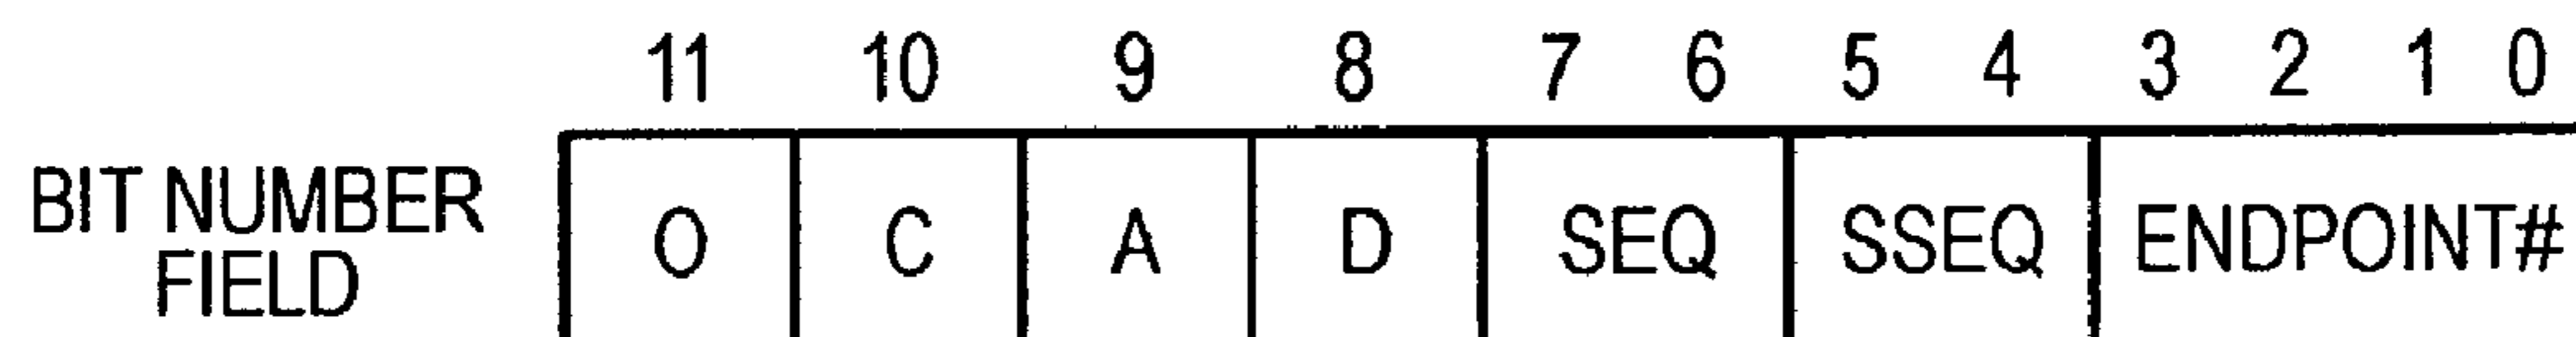 11 10 9 8 7 6 5 4 3 2 1 0
BIT NUMBER
FIELD
O C A D SEQ SSEQ ENDPOINT#